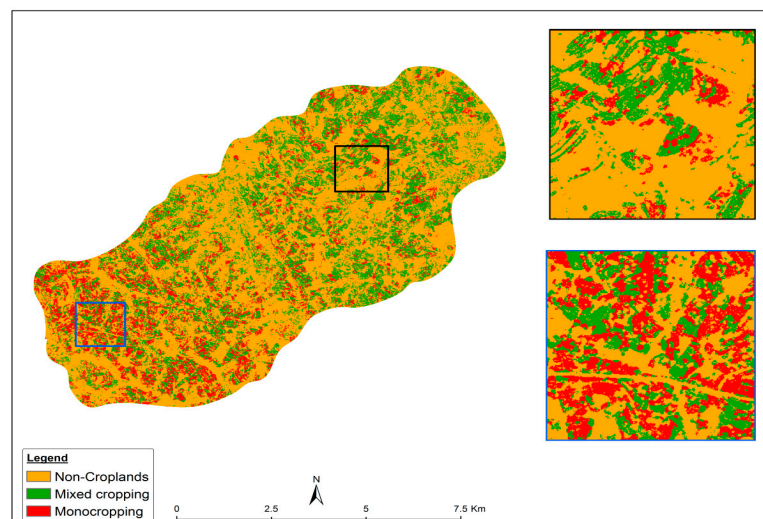 Legend
Non-Croplands
Mixed cropping
Monocropping
N
0 2.5 5 7.5 Km